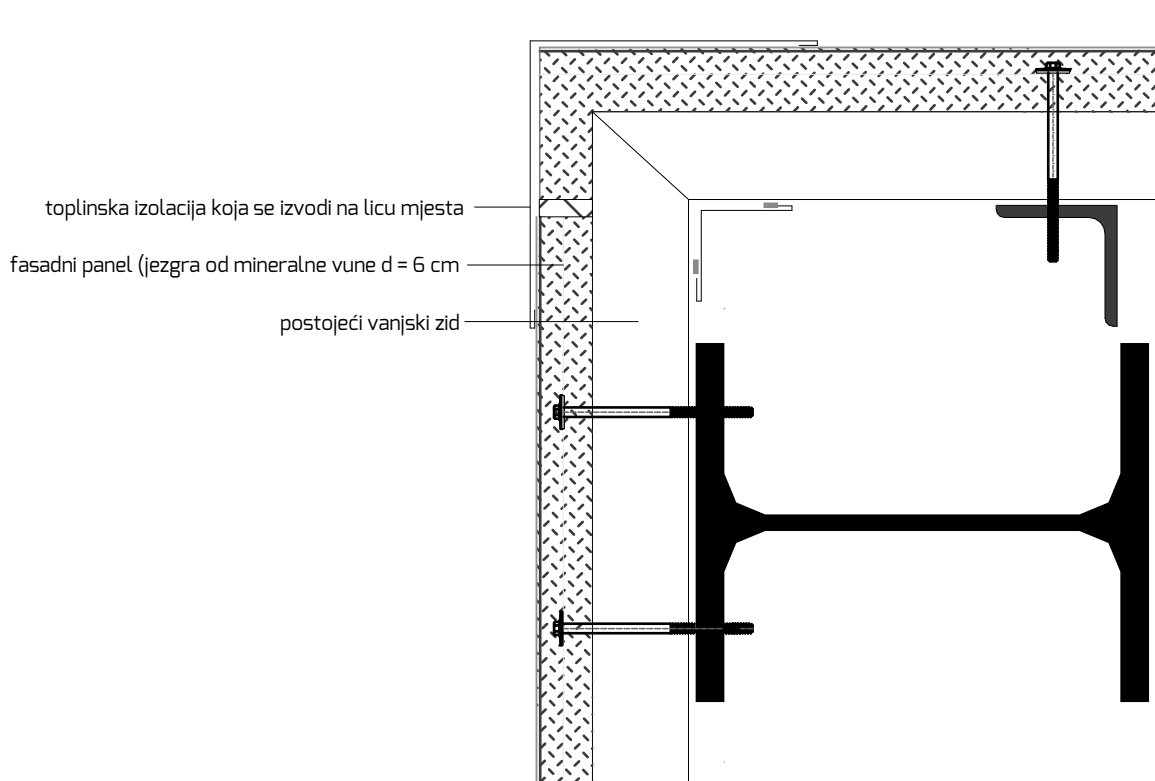 toplinska izolacija koja se izvodi na licu mjesta
fasadni panel (jezgra od mineralne vune d = 6 cm
postojeći vanjski zid